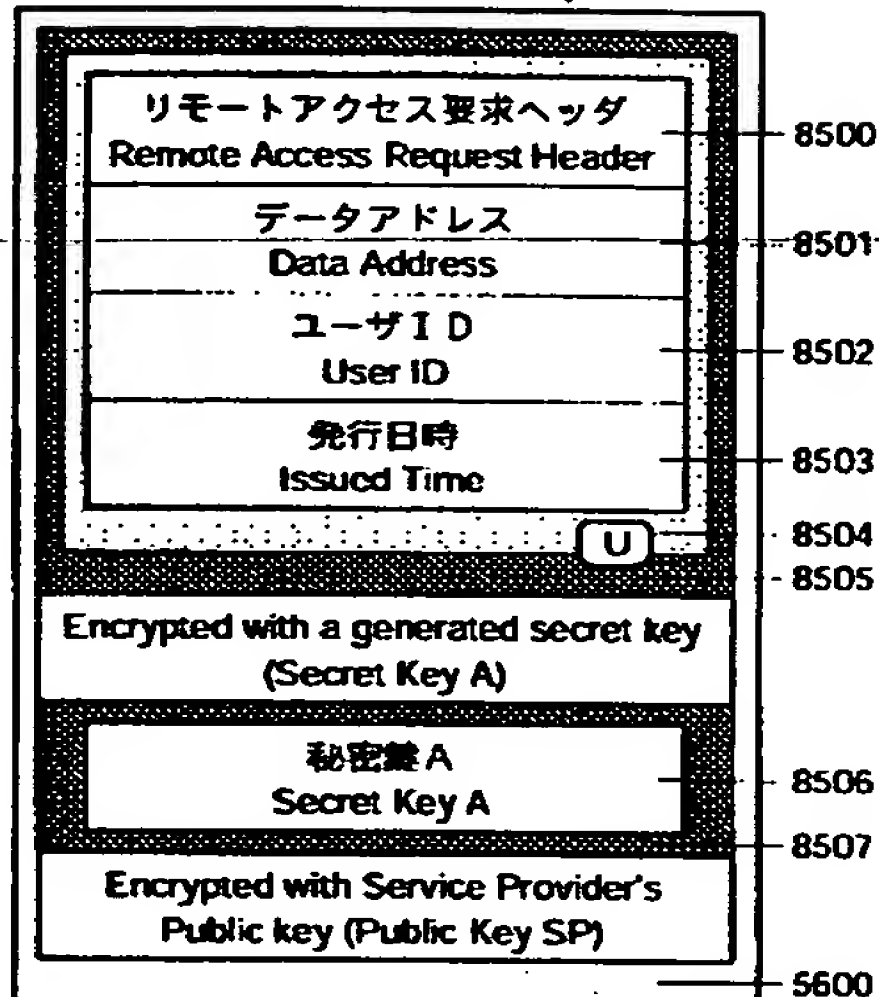 リモートアクセス要求ヘッダ
Remote Access Request Header
8500
データアドレス
Data Address
8501
ユーザID
User ID
8502
発行日時
Issued Time
8503
U
8504
8505
Encrypted with a generated secret key
(Secret Key A)
秘密鍵A
Secret Key A
8506
8507
Encrypted with Service Provider's
Public key (Public Key SP)
5600